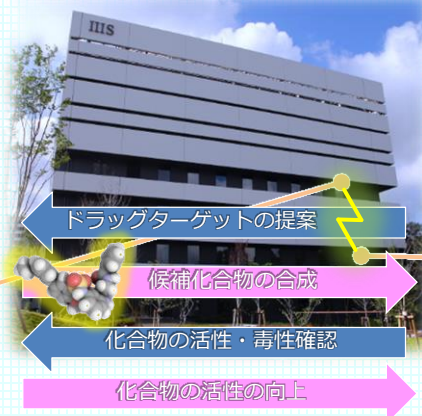 IIIS
ドラッグターゲットの提案
候補化合物の合成
化合物の活性・毒性確認
化合物の活性の向上